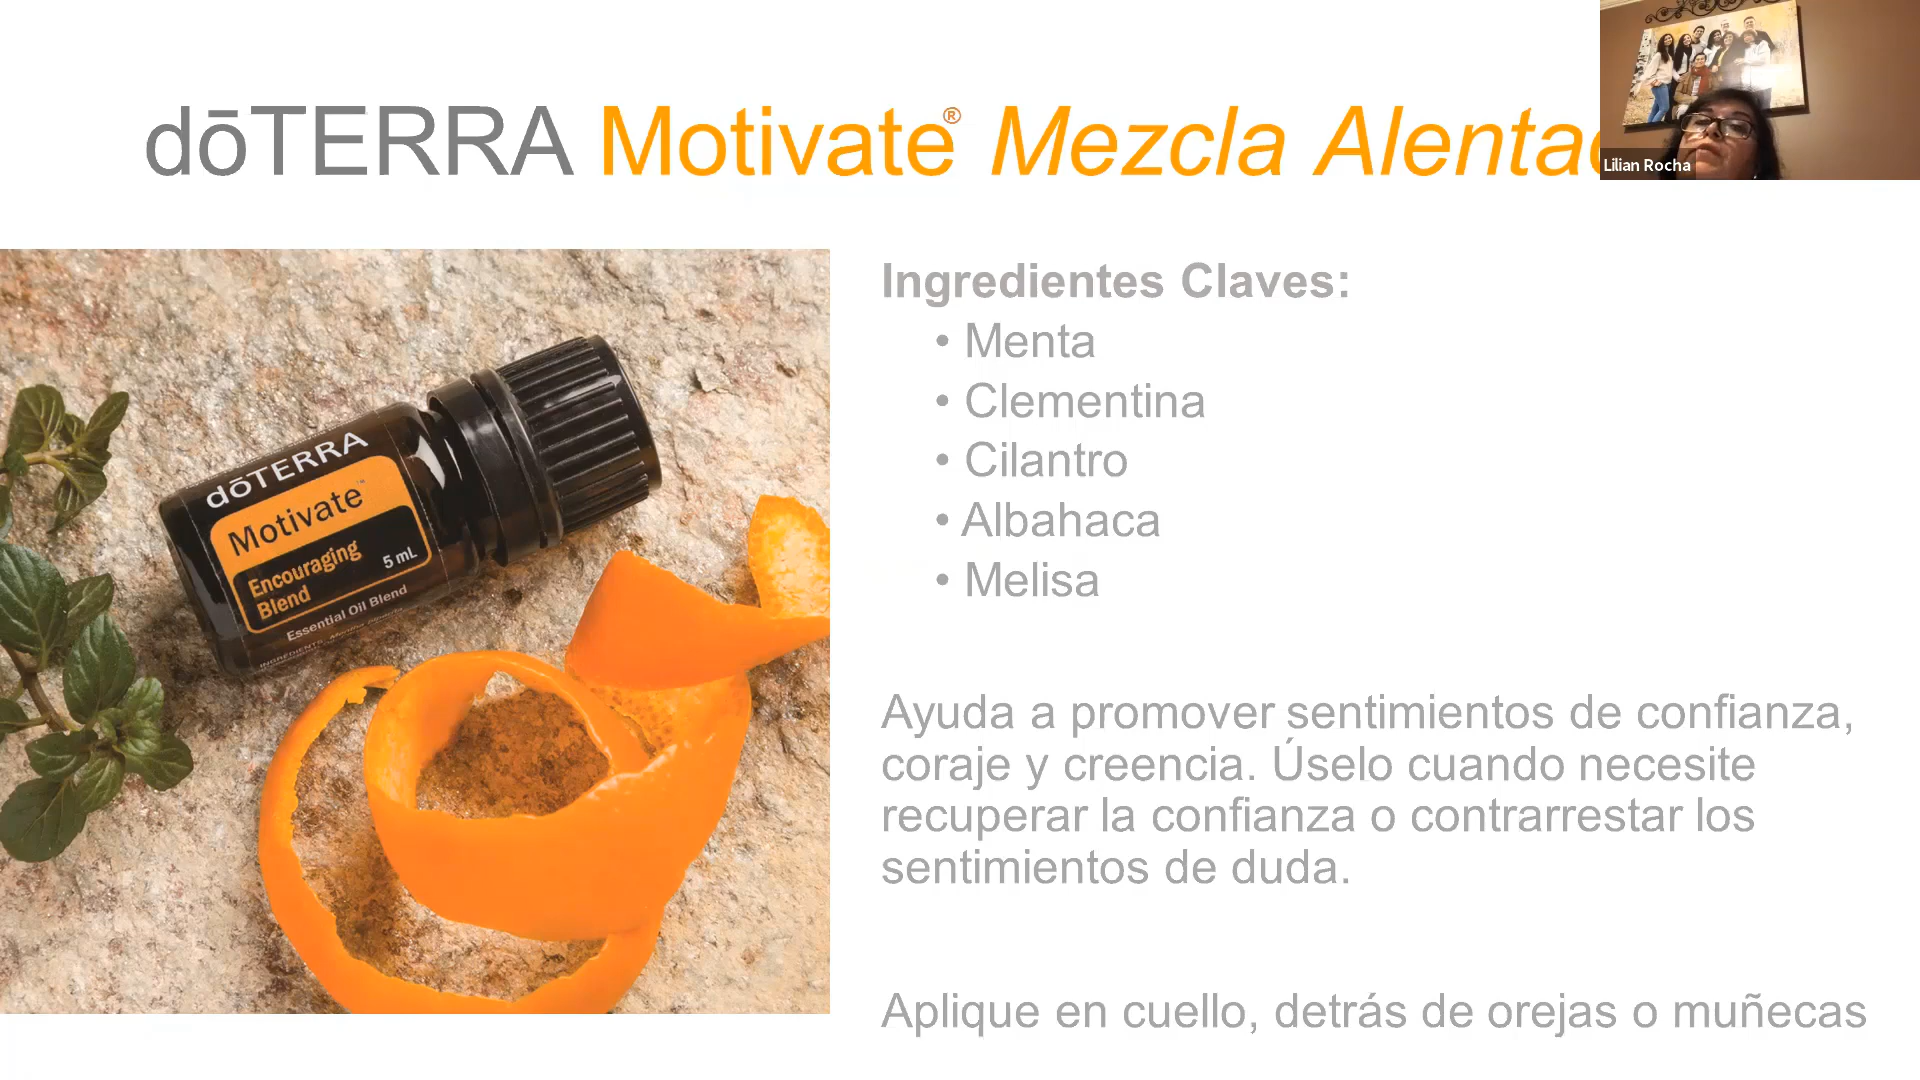 dōTERRA Motivate® Mezcla Alentad
Lilian Rocha
dōTERRA
Motivate™
Encouraging
Blend
5 mL
Essential Oil Blend
Ingredientes Claves:
• Menta
• Clementina
• Cilantro
• Albahaca
• Melisa
Ayuda a promover sentimientos de confianza,
coraje y creencia. Úselo cuando necesite
recuperar la confianza o contrarrestar los
sentimientos de duda.
Aplique en cuello, detrás de orejas o muñecas